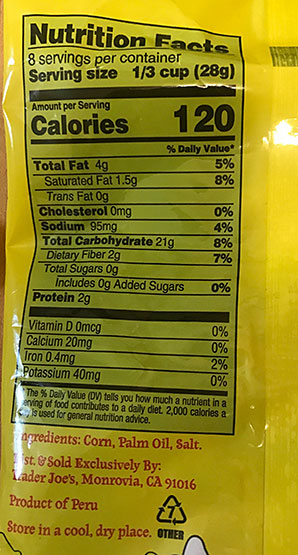 Nutrition Facts
8 servings per container
Serving size 1/3 cup (28g)
Amount per Serving
Calories 120
% Daily Value*
Total Fat 4g 5%
Saturated Fat 1.5g 8%
Trans Fat 0g
Cholesterol 0mg 0%
Sodium 95mg 4%
Total Carbohydrate 21g 8%
Dietary Fiber 2g 7%
Total Sugars 0g
Includes 0g Added Sugars 0%
Protein 2g
Vitamin D 0mcg 0%
Calcium 20mg 0%
Iron 0.4mg 2%
Potassium 40mg 0%
*The % Daily Value (DV) tells you how much a nutrient in a
serving of food contributes to a daily diet. 2,000 calories a
day is used for general nutrition advice.
Ingredients: Corn, Palm Oil, Salt.
Dist. & Sold Exclusively By:
Trader Joe's, Monrovia, CA 91016
Product of Peru
7
Store in a cool, dry place. OTHER